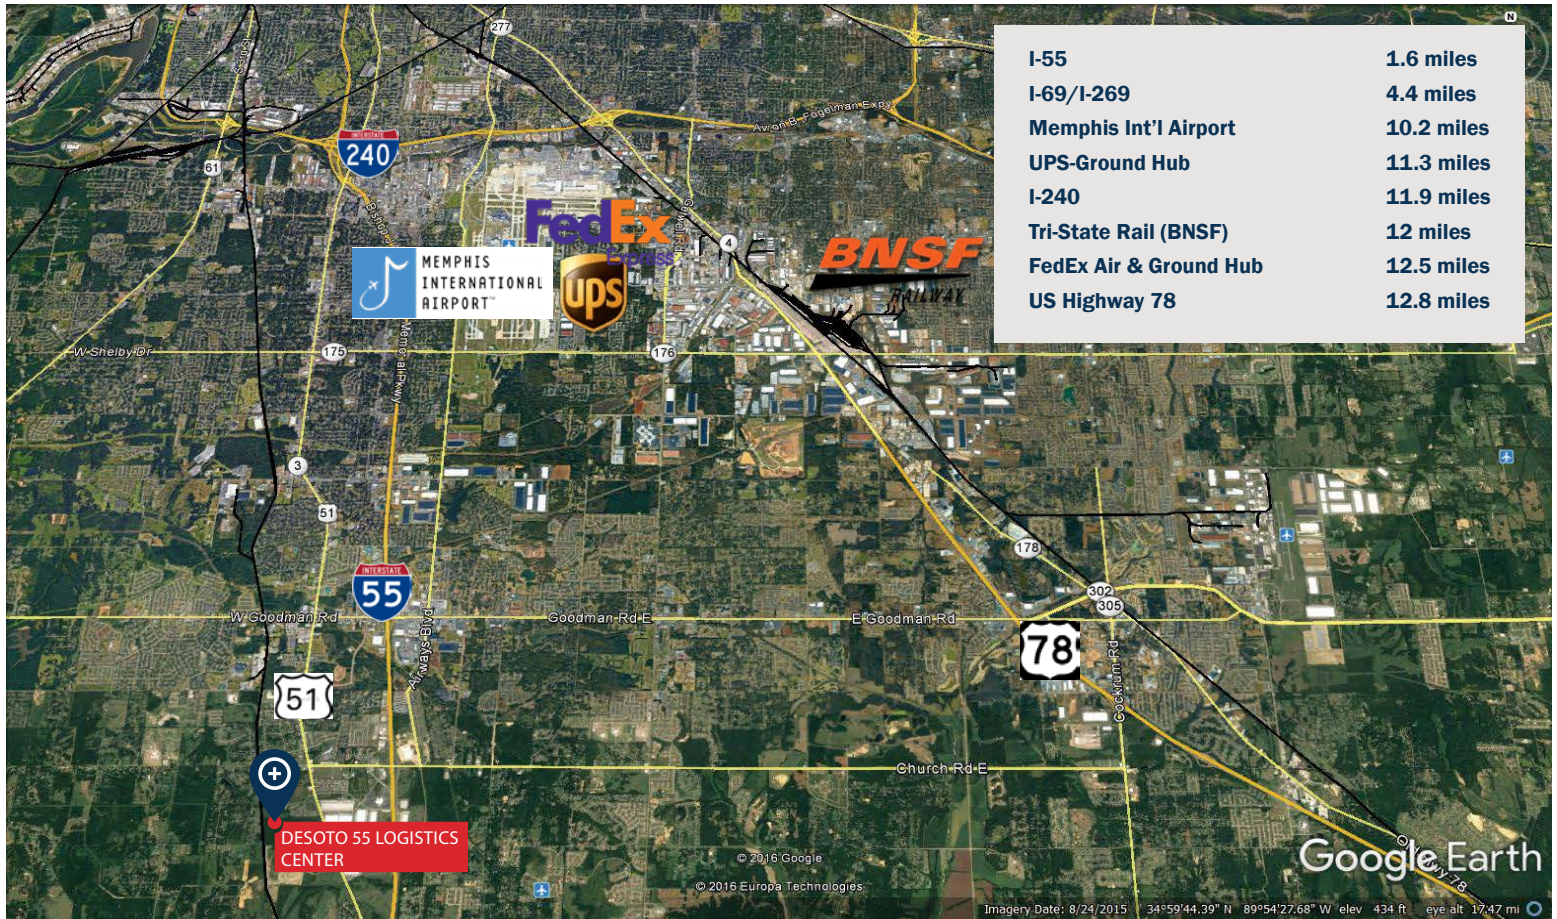 277
N
I-55 1.6 miles
I-69/I-269 4.4 miles
Memphis Int'l Airport 10.2 miles
UPS-Ground Hub 11.3 miles
I-240 11.9 miles
Tri-State Rail (BNSF) 12 miles
FedEx Air & Ground Hub 12.5 miles
US Highway 78 12.8 miles
Avron B. Fogelman Expy
INTERSTATE
240
61
FedEx
Express
4
BNSF
RAILWAY
MEMPHIS
INTERNATIONAL
AIRPORT™
ups
Memorial Pkwy
W Shelby Dr
175
176
3
51
178
INTERSTATE
55
302
305
W Goodman Rd
Goodman Rd E
E Goodman Rd
Airways Blvd
78
Cockrum Rd
51
Church Rd E
DESOTO 55 LOGISTICS
CENTER
© 2016 Google
© 2016 Europa Technologies
Google Earth
Imagery Date: 8/24/2015 34°59'44.39" N 89°54'27.68" W elev 434 ft eye alt 17.47 mi